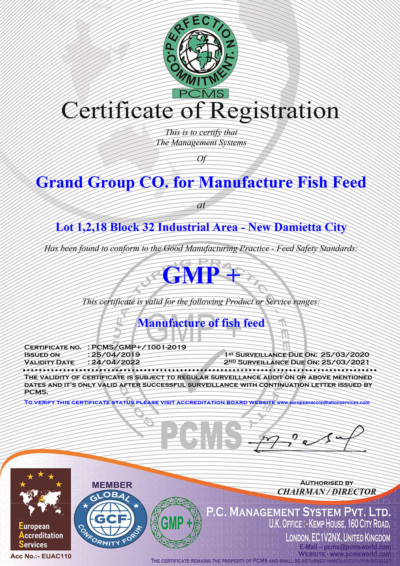 PERFECTION
COMMITMENT
PCMS
Certificate of Registration
This is to certify that
The Management Systems
Of
Grand Group CO. for Manufacture Fish Feed
at
Lot 1,2,18 Block 32 Industrial Area - New Damietta City
Has been found to conform to the Good Manufacturing Practice - Feed Safety Standards:
GMP +
This certificate is valid for the following Product or Service ranges:
Manufacture of fish feed
CERTIFICATE NO. : PCMS/GMP+/1001-2019
ISSUED ON : 25/04/2019 1ST SURVEILLANCE DUE ON: 25/03/2020
VALIDITY DATE : 24/04/2022 2ND SURVEILLANCE DUE ON: 25/03/2021
THE VALIDITY OF CERTIFICATE IS SUBJECT TO REGULAR SURVEILLANCE AUDIT ON OR ABOVE MENTIONED
DATES AND IT'S ONLY VALID AFTER SUCCESSFUL SURVEILLANCE WITH CONTINUATION LETTER ISSUED BY
PCMS.
TO VERIFY THIS CERTIFICATE STATUS PLEASE VISIT ACCREDITATION BOARD WEBSITE www.europeanaccreditationservices.com
PCMS
AUTHORISED BY
CHAIRMAN / DIRECTOR
European
Accreditation
Services
Acc No.:- EUAC110
MEMBER
GLOBAL
GCF
CONFORMITY FORUM
GMP +
P.C. MANAGEMENT SYSTEM PVT. LTD.
U.K. OFFICE :- KEMP HOUSE, 160 CITY ROAD,
LONDON, EC1V2NX, UNITED KINGDOM
E-Mail :- pcms@pcmsworld.com
WEBSITE:- www.pcmsworld.com
THE CERTIFICATE REMAINS THE PROPERTY OF PCMS AND SHALL BE RETURNED